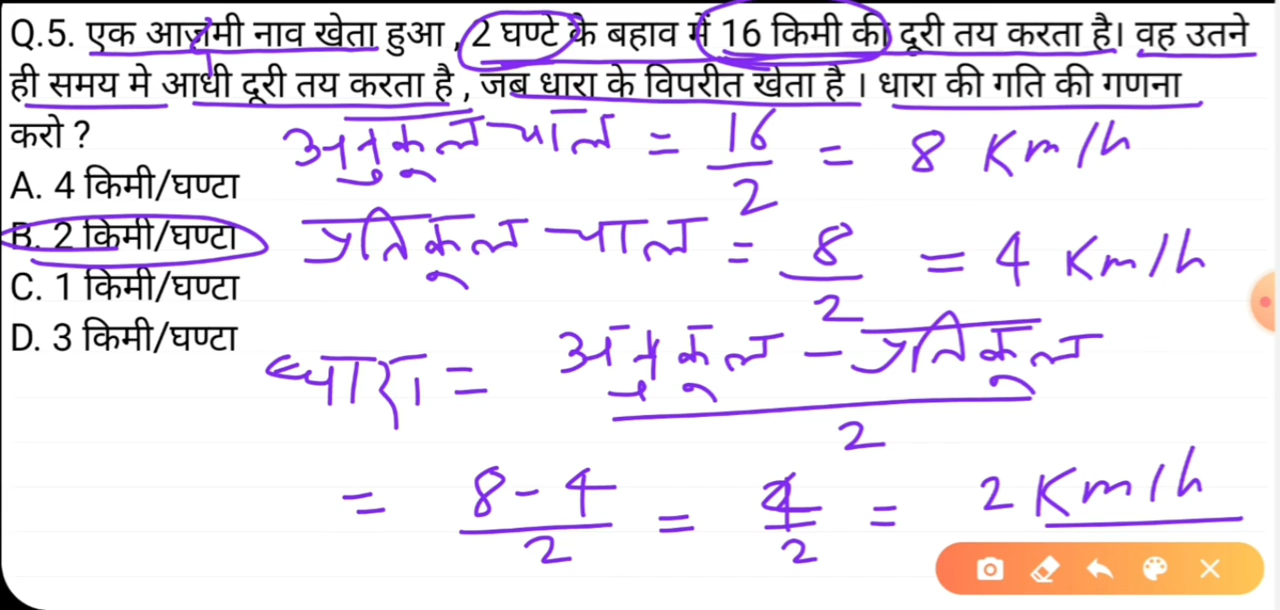 Q.5. एक आदमी नाव खेता हुआ , 2 घण्टे के बहाव में 16 किमी की दूरी तय करता है। वह उतने
ही समय मे आधी दूरी तय करता है , जब धारा के विपरीत खेता है । धारा की गति की गणना
करो ?
अनुकूल चाल = 16/2 = 8 Km/h
A. 4 किमी/घण्टा
B. 2 किमी/घण्टा
प्रतिकूल चाल = 8/2 = 4 Km/h
C. 1 किमी/घण्टा
D. 3 किमी/घण्टा
धारा = अनुकूल - प्रतिकूल / 2
= 8-4/2 = 4/2 = 2 Km/h